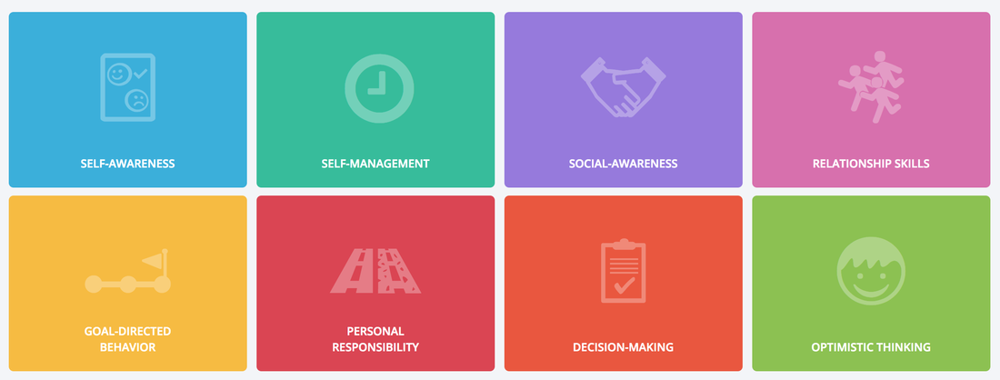 SELF-AWARENESS
SELF-MANAGEMENT
SOCIAL-AWARENESS
RELATIONSHIP SKILLS
GOAL-DIRECTED
BEHAVIOR
PERSONAL
RESPONSIBILITY
DECISION-MAKING
OPTIMISTIC THINKING